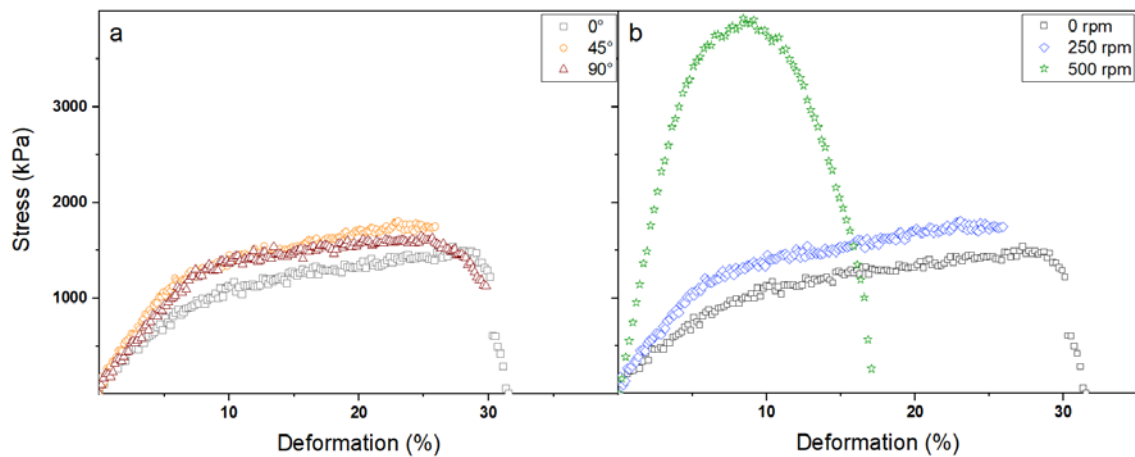 a
0°
45°
90°
b
0 rpm
250 rpm
500 rpm
Stress (kPa)
3000
2000
1000
10
20
30
10
20
30
Deformation (%)
Deformation (%)